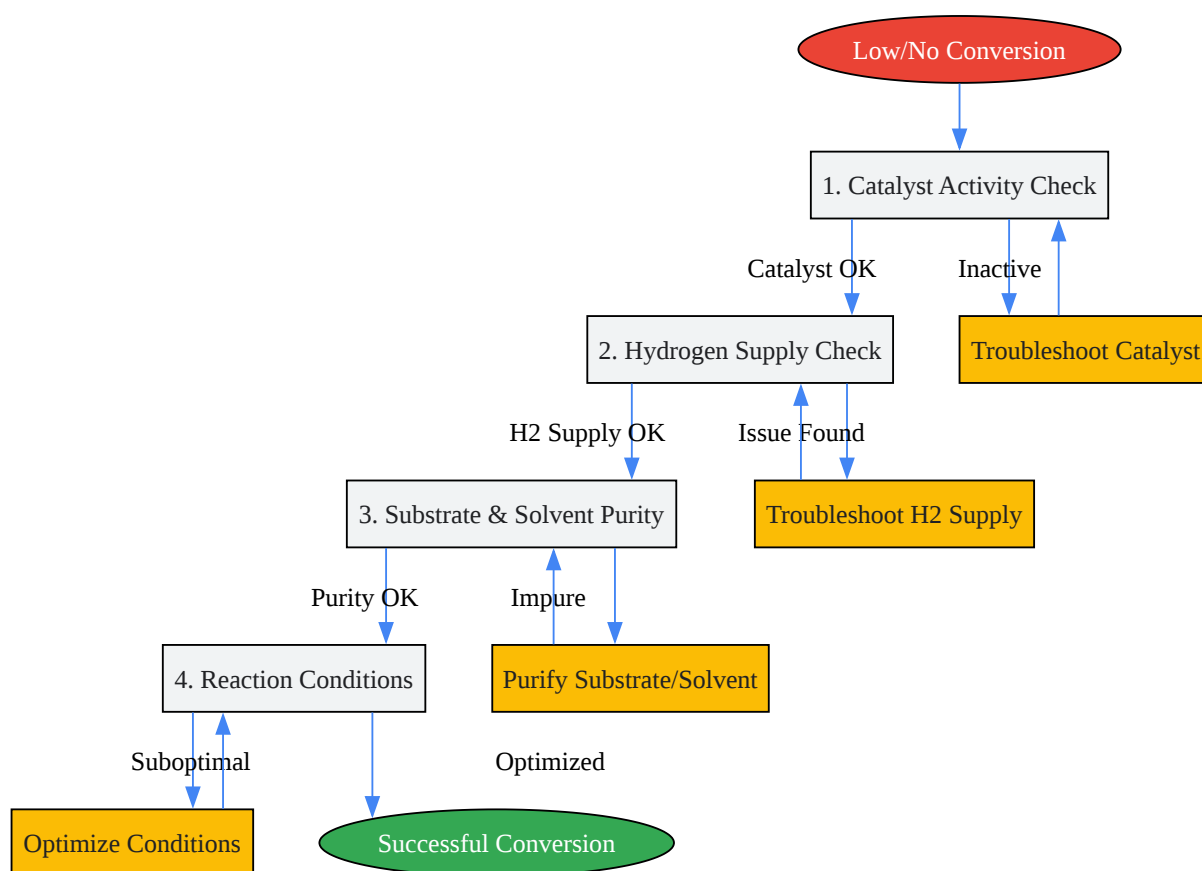 Low/No Conversion
1. Catalyst Activity Check
Catalyst OK
Inactive
2. Hydrogen Supply Check
Troubleshoot Catalyst
H2 Supply OK
Issue Found
3. Substrate & Solvent Purity
Troubleshoot H2 Supply
Purity OK
Impure
4. Reaction Conditions
Purify Substrate/Solvent
Suboptimal
Optimized
Optimize Conditions
Successful Conversion